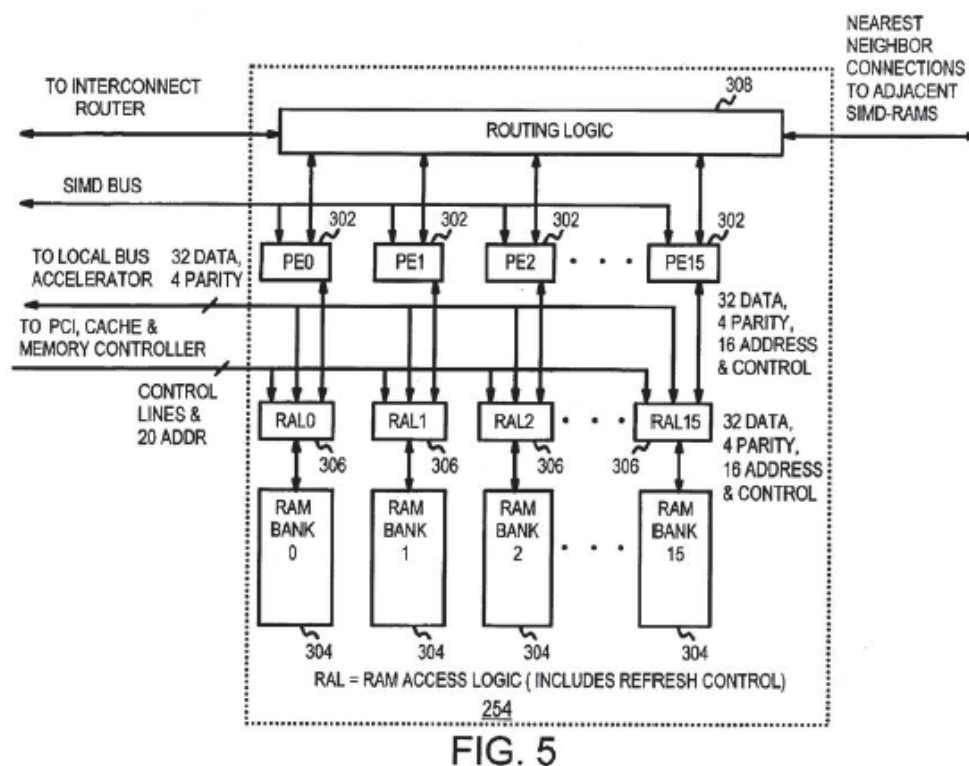 NEAREST
NEIGHBOR
CONNECTIONS
TO ADJACENT
SIMD-RAMS
TO INTERCONNECT
ROUTER
308
ROUTING LOGIC
SIMD BUS
302
302
302
302
PE0
PE1
PE2
• • •
PE15
TO LOCAL BUS
ACCELERATOR
32 DATA,
4 PARITY
TO PCI, CACHE &
MEMORY CONTROLLER
32 DATA,
4 PARITY,
16 ADDRESS
& CONTROL
CONTROL
LINES &
20 ADDR
RAL0
RAL1
RAL2
• • •
RAL15
306
306
306
306
32 DATA,
4 PARITY,
16 ADDRESS
& CONTROL
RAM
BANK
0
RAM
BANK
1
RAM
BANK
2
• • •
RAM
BANK
15
304
304
304
304
RAL = RAM ACCESS LOGIC ( INCLUDES REFRESH CONTROL)
254
FIG. 5